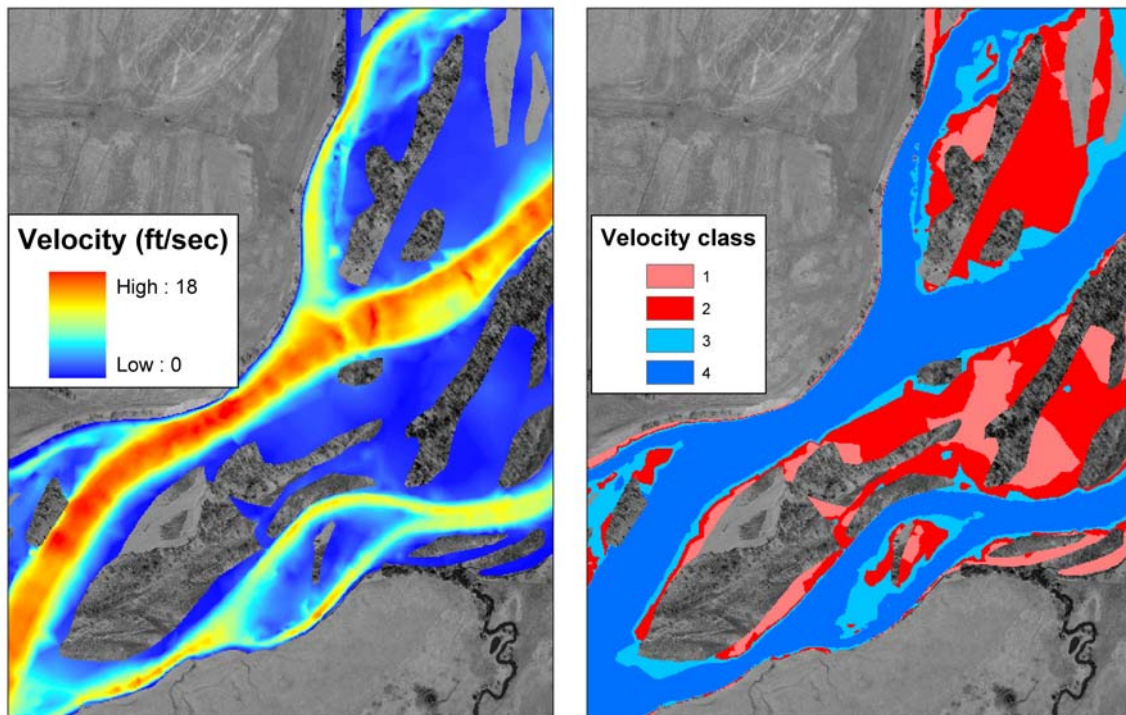 Velocity (ft/sec)
High : 18
Low : 0
Velocity class
1
2
3
4